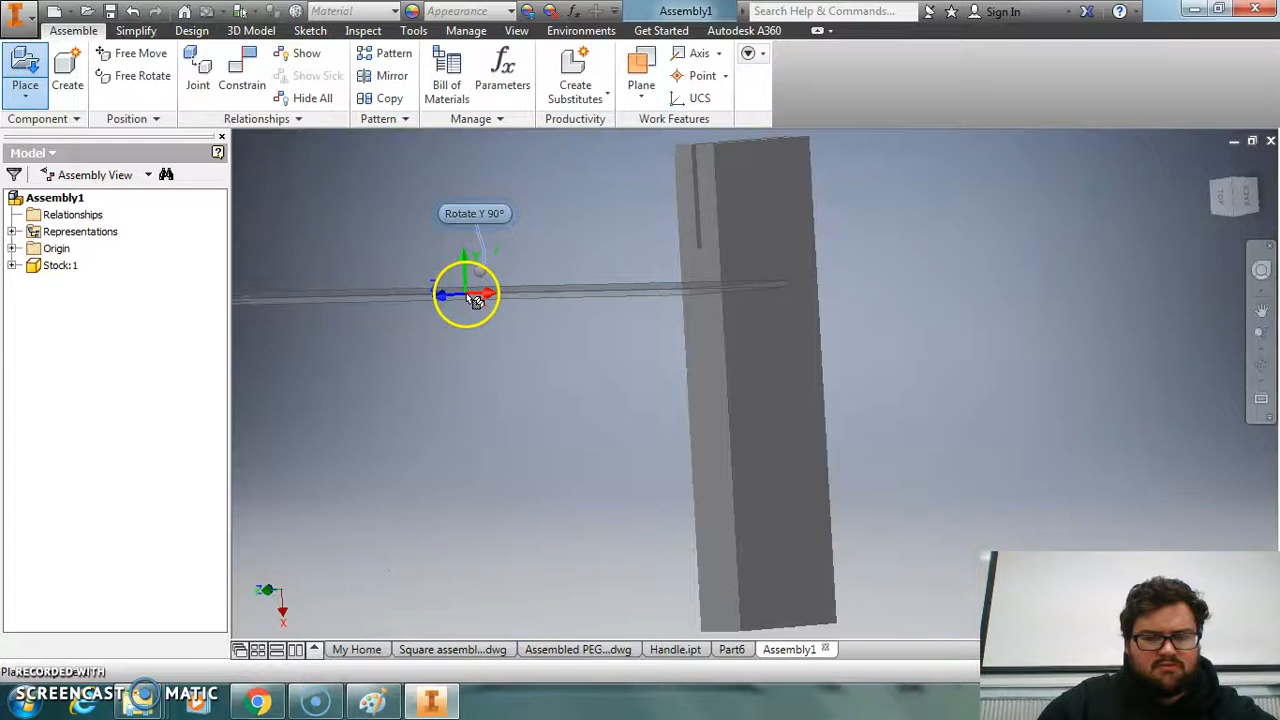 Material
Appearance
Assembly1
Search Help & Commands...
Sign In
Assemble Simplify Design 3D Model Sketch Inspect Tools Manage View Environments Get Started Autodesk A360
Place
Create
Free Move
Free Rotate
Joint
Constrain
Show
Show Sick
Hide All
Pattern
Mirror
Copy
Bill of Materials
Parameters
Create Substitutes
Plane
Axis
Point
UCS
Component Position Relationships Pattern Manage Productivity Work Features
Model
Assembly View
Assembly1
Relationships
Representations
Origin
Stock:1
Rotate Y 90°
TOP
X
My Home Square assembl...dwg Assembled PEG...dwg Handle.ipt Part6 Assembly1
RECORDED WITH
SCREENCAST MATIC